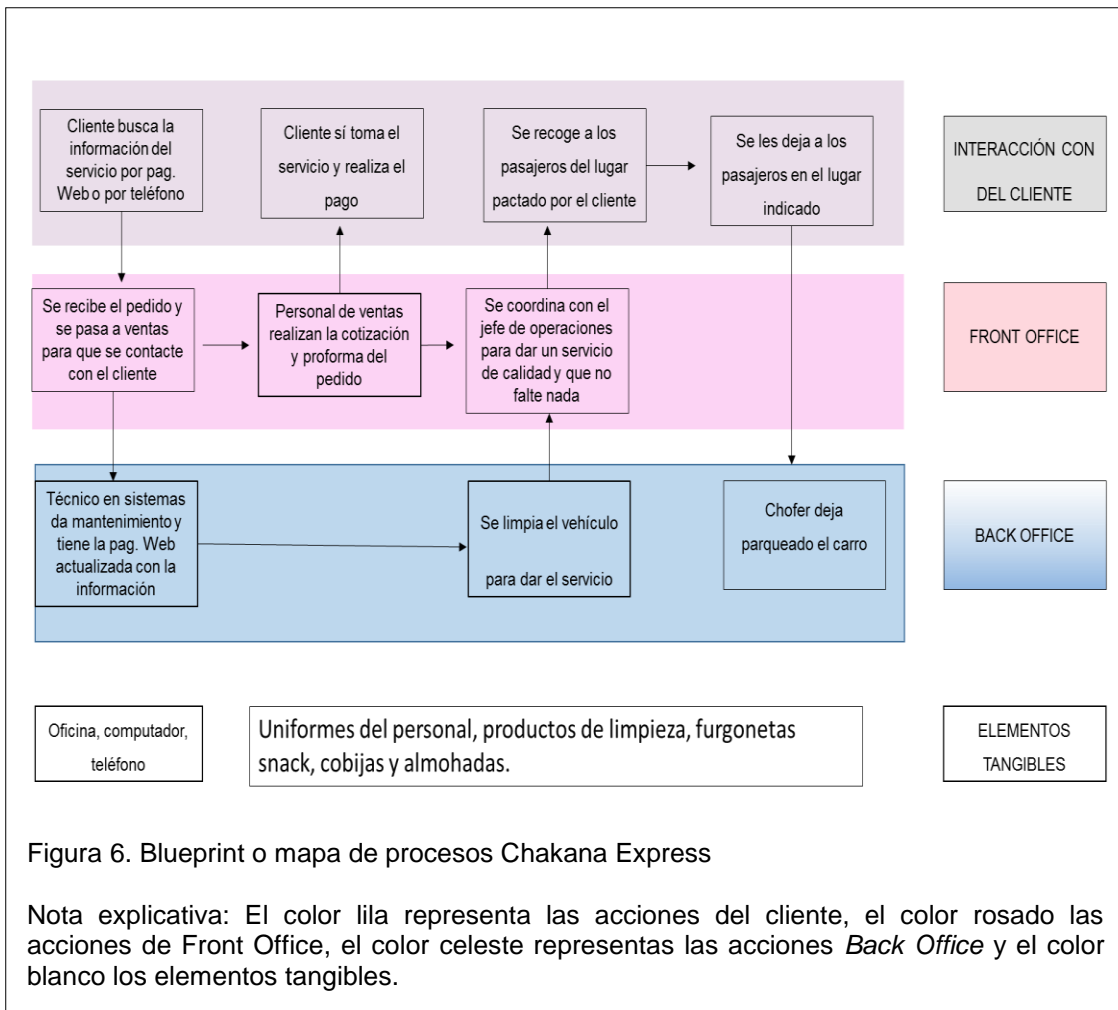 Cliente busca la
información del
servicio por pag.
Web o por teléfono
Cliente sí toma el
servicio y realiza el
pago
Se recoge a los
pasajeros del lugar
pactado por el cliente
Se les deja a los
pasajeros en el lugar
indicado
INTERACCIÓN CON
DEL CLIENTE
Se recibe el pedido y
se pasa a ventas
para que se contacte
con el cliente
Personal de ventas
realizan la cotización
y proforma del
pedido
Se coordina con el
jefe de operaciones
para dar un servicio
de calidad y que no
falte nada
FRONT OFFICE
Técnico en sistemas
da mantenimiento y
tiene la pag. Web
actualizada con la
información
Se limpia el vehículo
para dar el servicio
Chofer deja
parqueado el carro
BACK OFFICE
Oficina, computador,
teléfono
Uniformes del personal, productos de limpieza, furgonetas
snack, cobijas y almohadas.
ELEMENTOS
TANGIBLES
Figura 6. Blueprint o mapa de procesos Chakana Express
Nota explicativa: El color lila representa las acciones del cliente, el color rosado las
acciones de Front Office, el color celeste representas las acciones Back Office y el color
blanco los elementos tangibles.